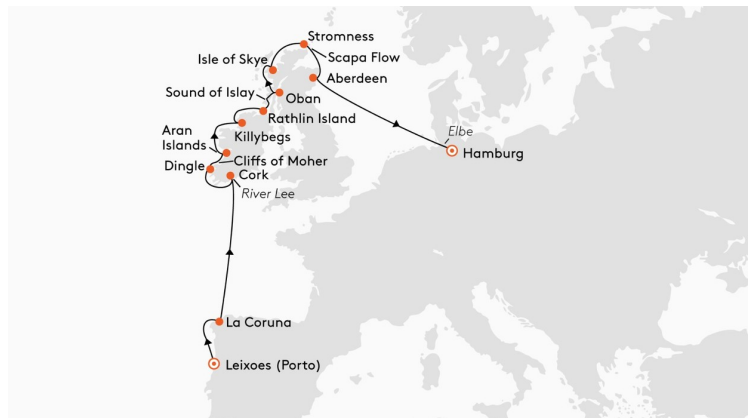 Stromness
Scapa Flow
Isle of Skye
Aberdeen
Sound of Islay
Oban
Rathlin Island
Elbe
Aran
Islands
Killybegs
Hamburg
Cliffs of Moher
Dingle
Cork
River Lee
La Coruna
Leixoes (Porto)